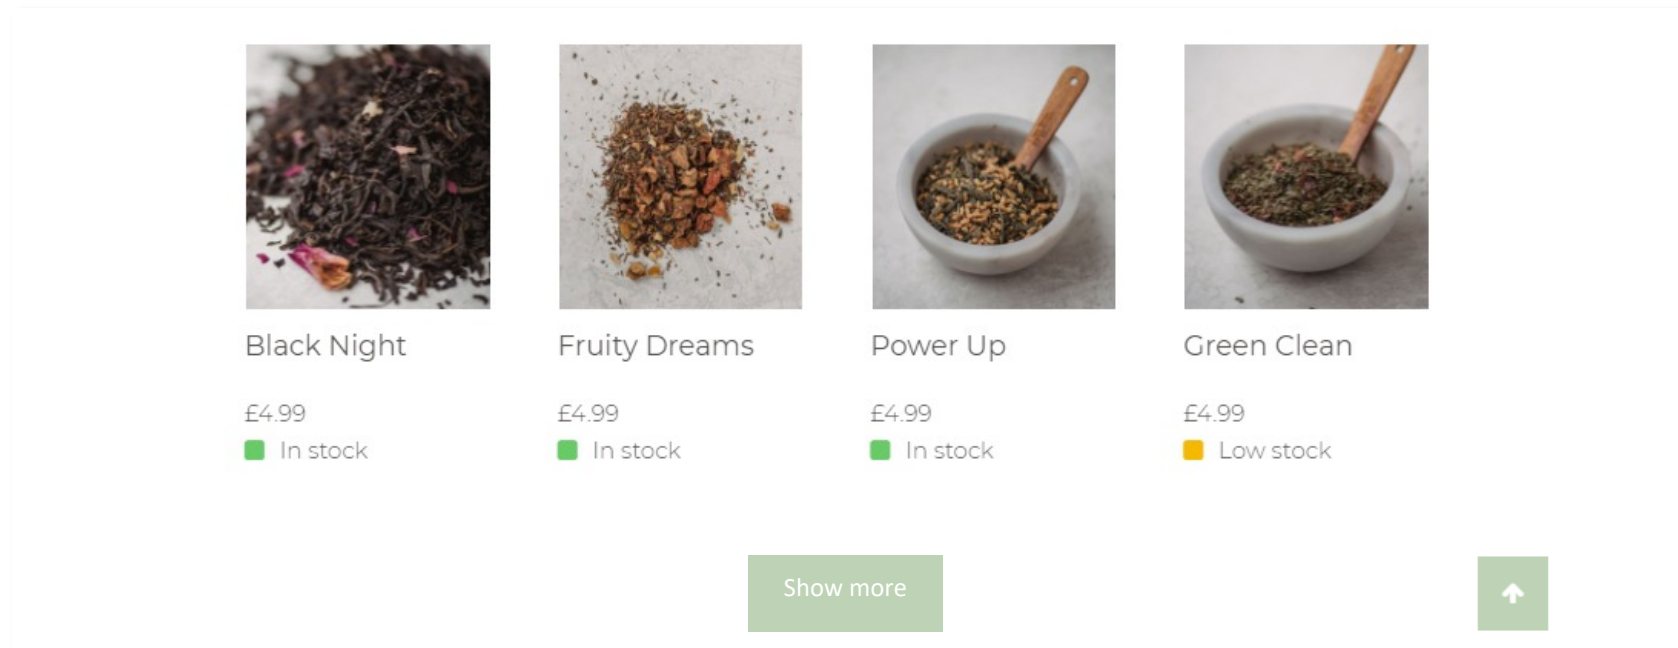 Black Night
Fruity Dreams
Power Up
Green Clean
£4.99
£4.99
£4.99
£4.99
In stock
In stock
In stock
Low stock
Show more